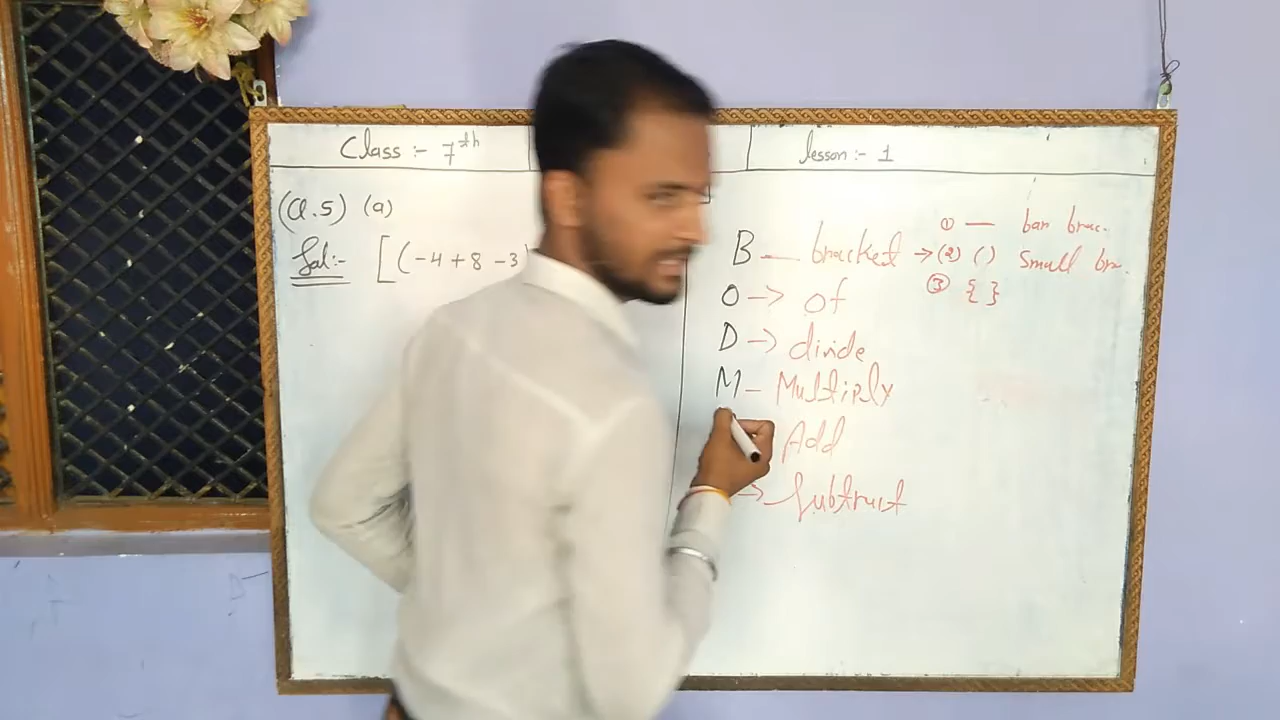 Class :- 7th
lesson :- 1
(Q.5) (a)
Sol:- [(-4+8-3
B — bracket → (2) ( ) Small br.
① — bar brac.
③ { }
O → of
D → divide
M - Multiply
Add
→ Subtract